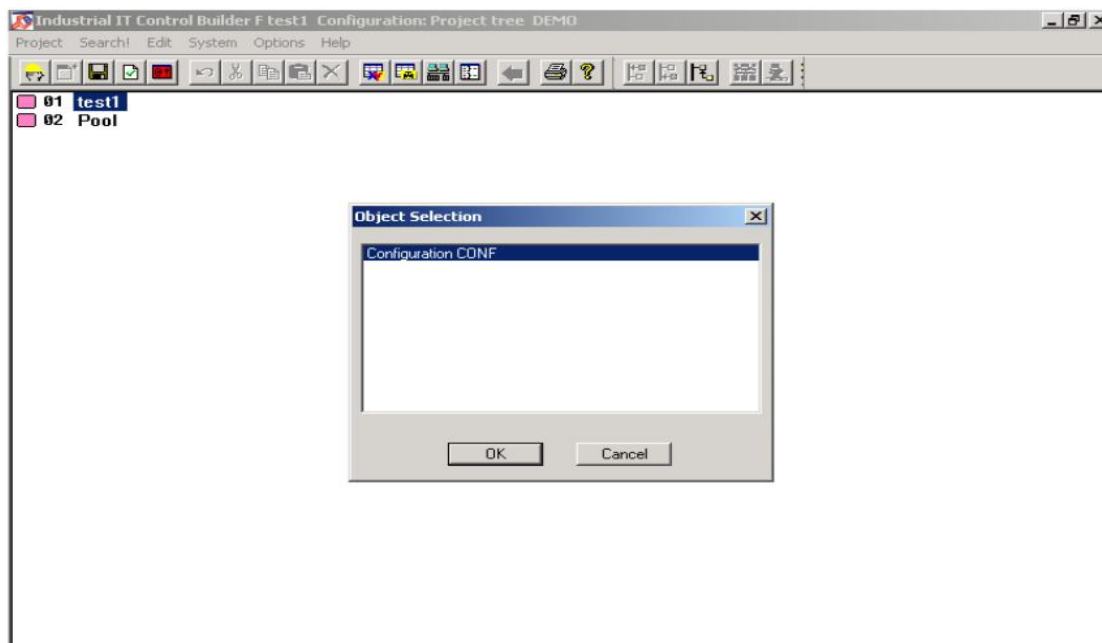 Industrial IT Control Builder F test1 Configuration: Project tree DEMO
Project Search! Edit System Options Help
01 test1
02 Pool
Object Selection
Configuration CONF
OK Cancel